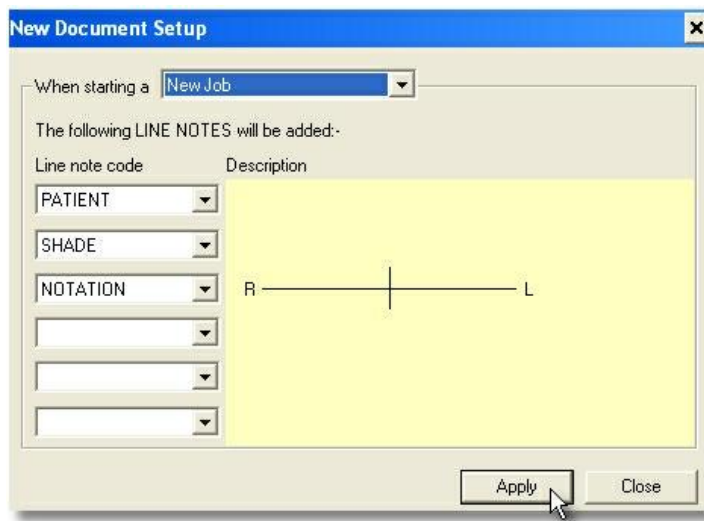 New Document Setup
When starting a New Job
The following LINE NOTES will be added:-
Line note code Description
PATIENT
SHADE
NOTATION R L
Apply Close